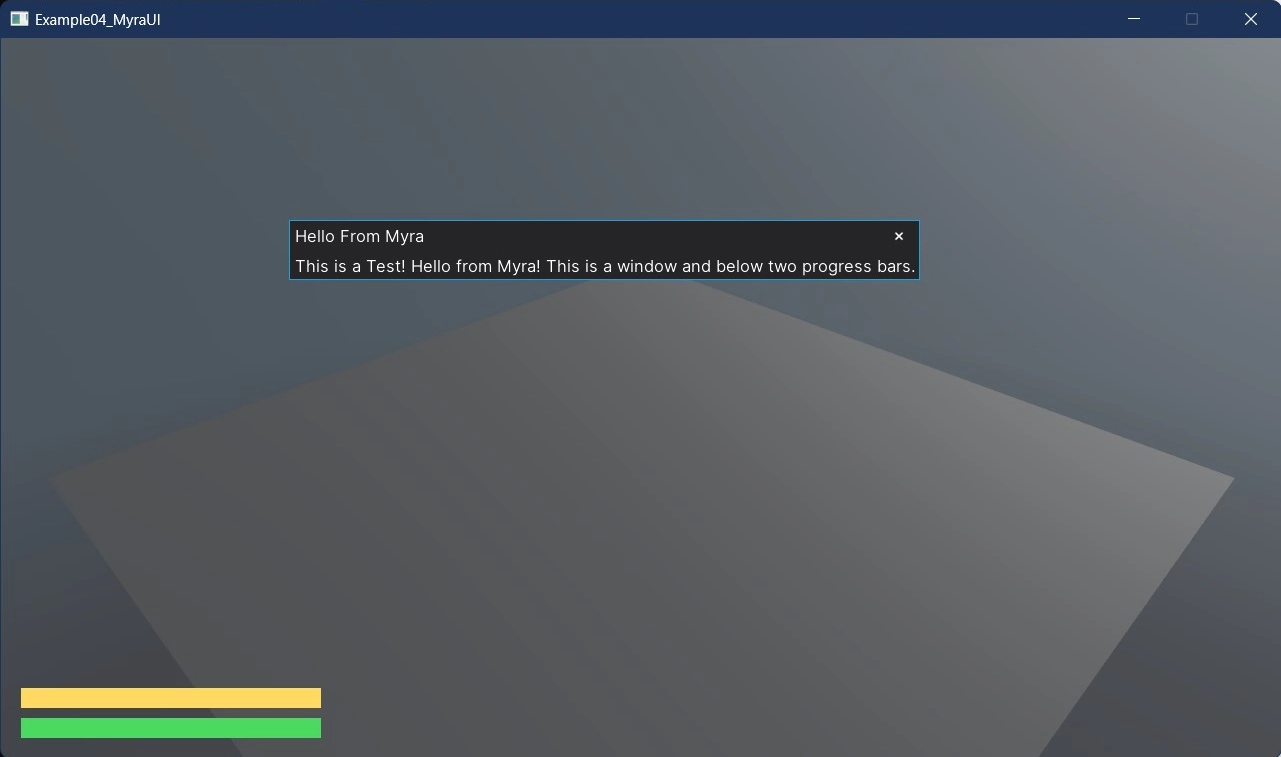 Example04_MyraUI
Hello From Myra
This is a Test! Hello from Myra! This is a window and below two progress bars.